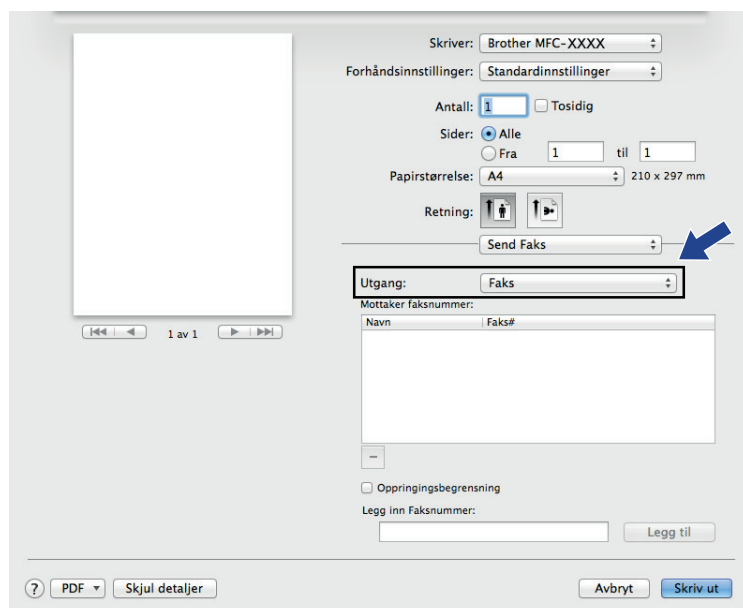 Skriver: Brother MFC-XXXX
Forhåndsinnstillinger: Standardinnstillinger
Antall: 1 Tosidig
Sider: Alle
Fra 1 til 1
Papirstørrelse: A4 210 x 297 mm
Retning:
Send Faks
Utgang: Faks
Mottaker faksnummer:
Navn Faks#
1 av 1
Oppringingsbegrensning
Legg inn Faksnummer:
Legg til
? PDF Skjul detaljer Avbryt Skriv ut